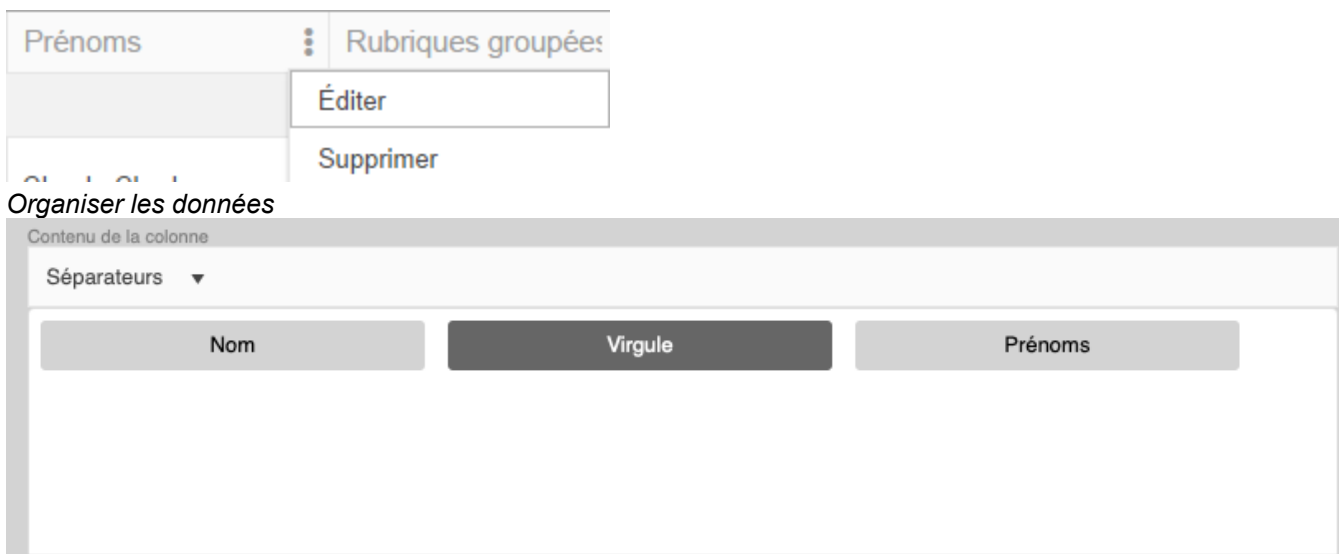 Prénoms Rubriques groupées
Éditer
Supprimer
Organiser les données
Contenu de la colonne
Séparateurs
Nom Virgule Prénoms